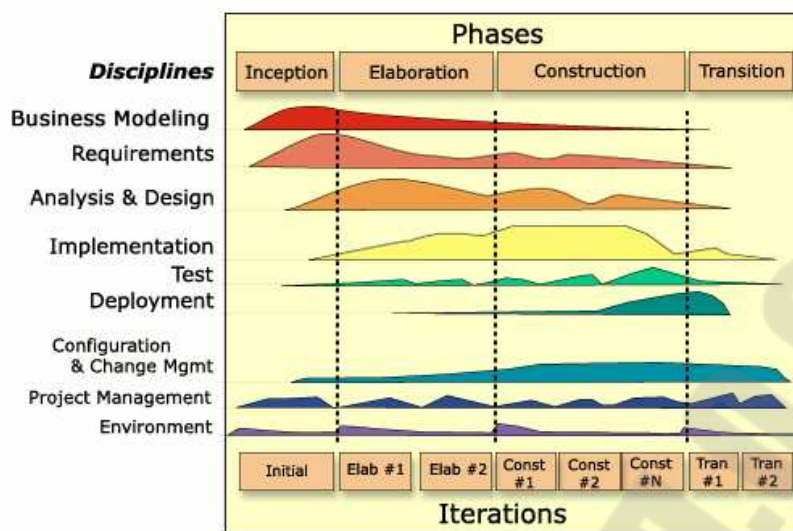 Phases
Disciplines Inception Elaboration Construction Transition
Business Modeling
Requirements
Analysis & Design
Implementation
Test
Deployment
Configuration
& Change Mgmt
Project Management
Environment
Initial Elab #1 Elab #2 Const #1 Const #2 Const #N Tran #1 Tran #2
Iterations